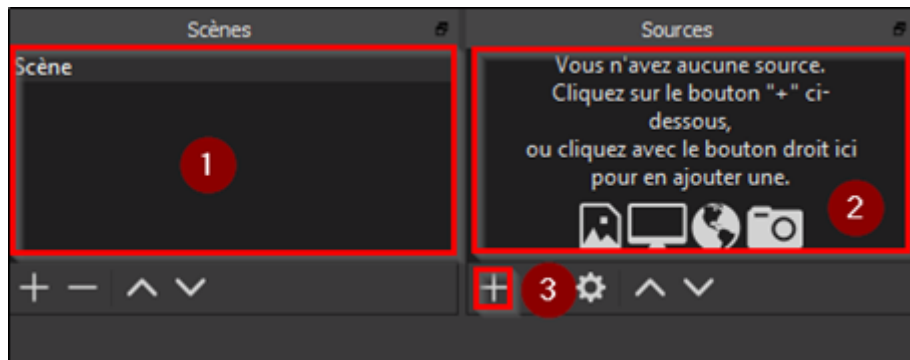 Scènes
Sources
Scène
Vous n'avez aucune source.
Cliquez sur le bouton "+" ci-
dessous,
ou cliquez avec le bouton droit ici
pour en ajouter une.
1
2
3